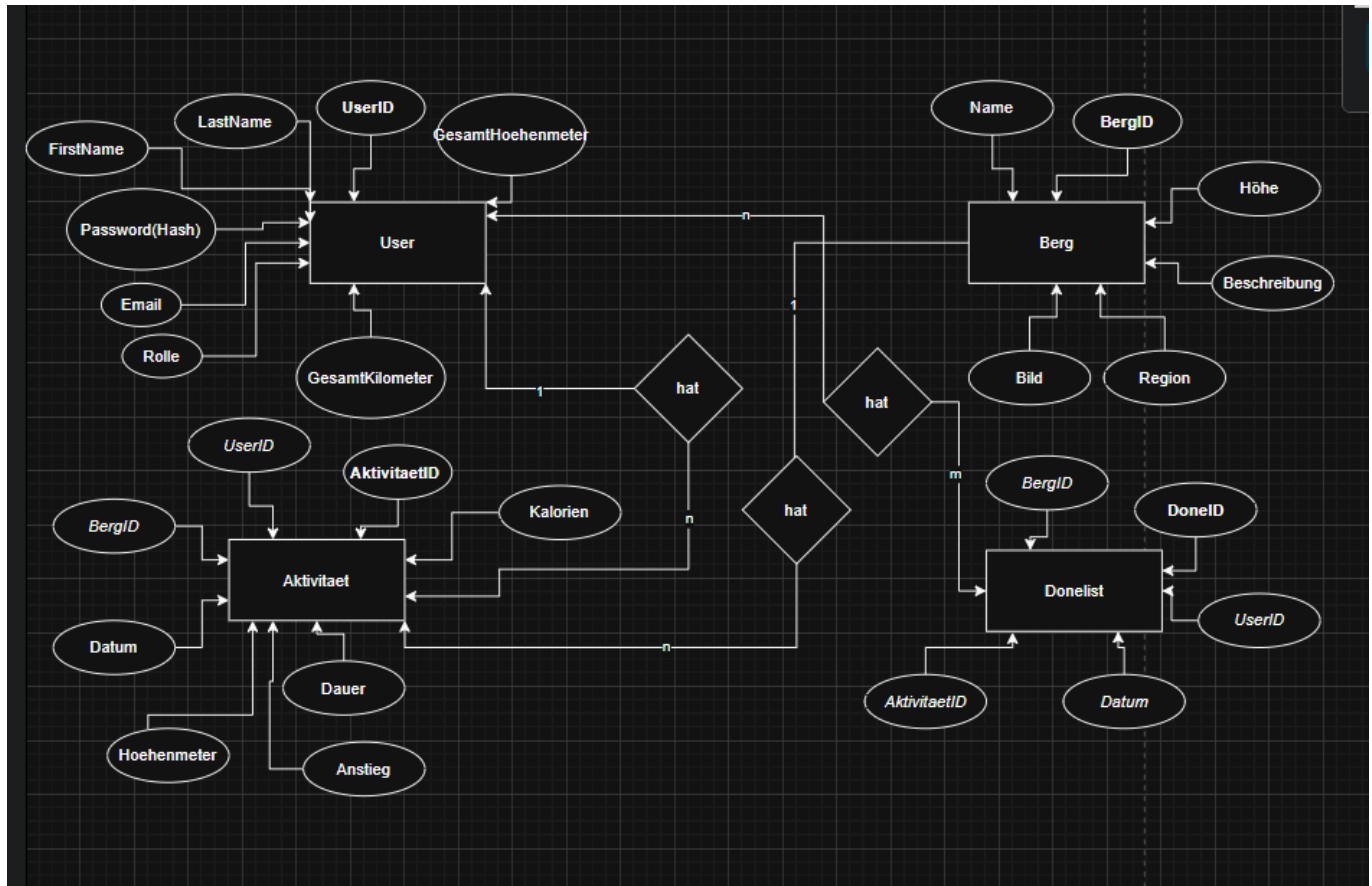 LastName
UserID
GesamtHoehenmeter
FirstName
Password(Hash)
User
Email
Rolle
GesamtKilometer
n
Name
BergID
Höhe
Berg
Beschreibung
Bild
Region
1
hat
1
hat
n
m
hat
n
UserID
AktivitaetID
BergID
Kalorien
Aktivitaet
Datum
Dauer
Hoehenmeter
Anstieg
BergID
DoneID
Donelist
UserID
AktivitaetID
Datum